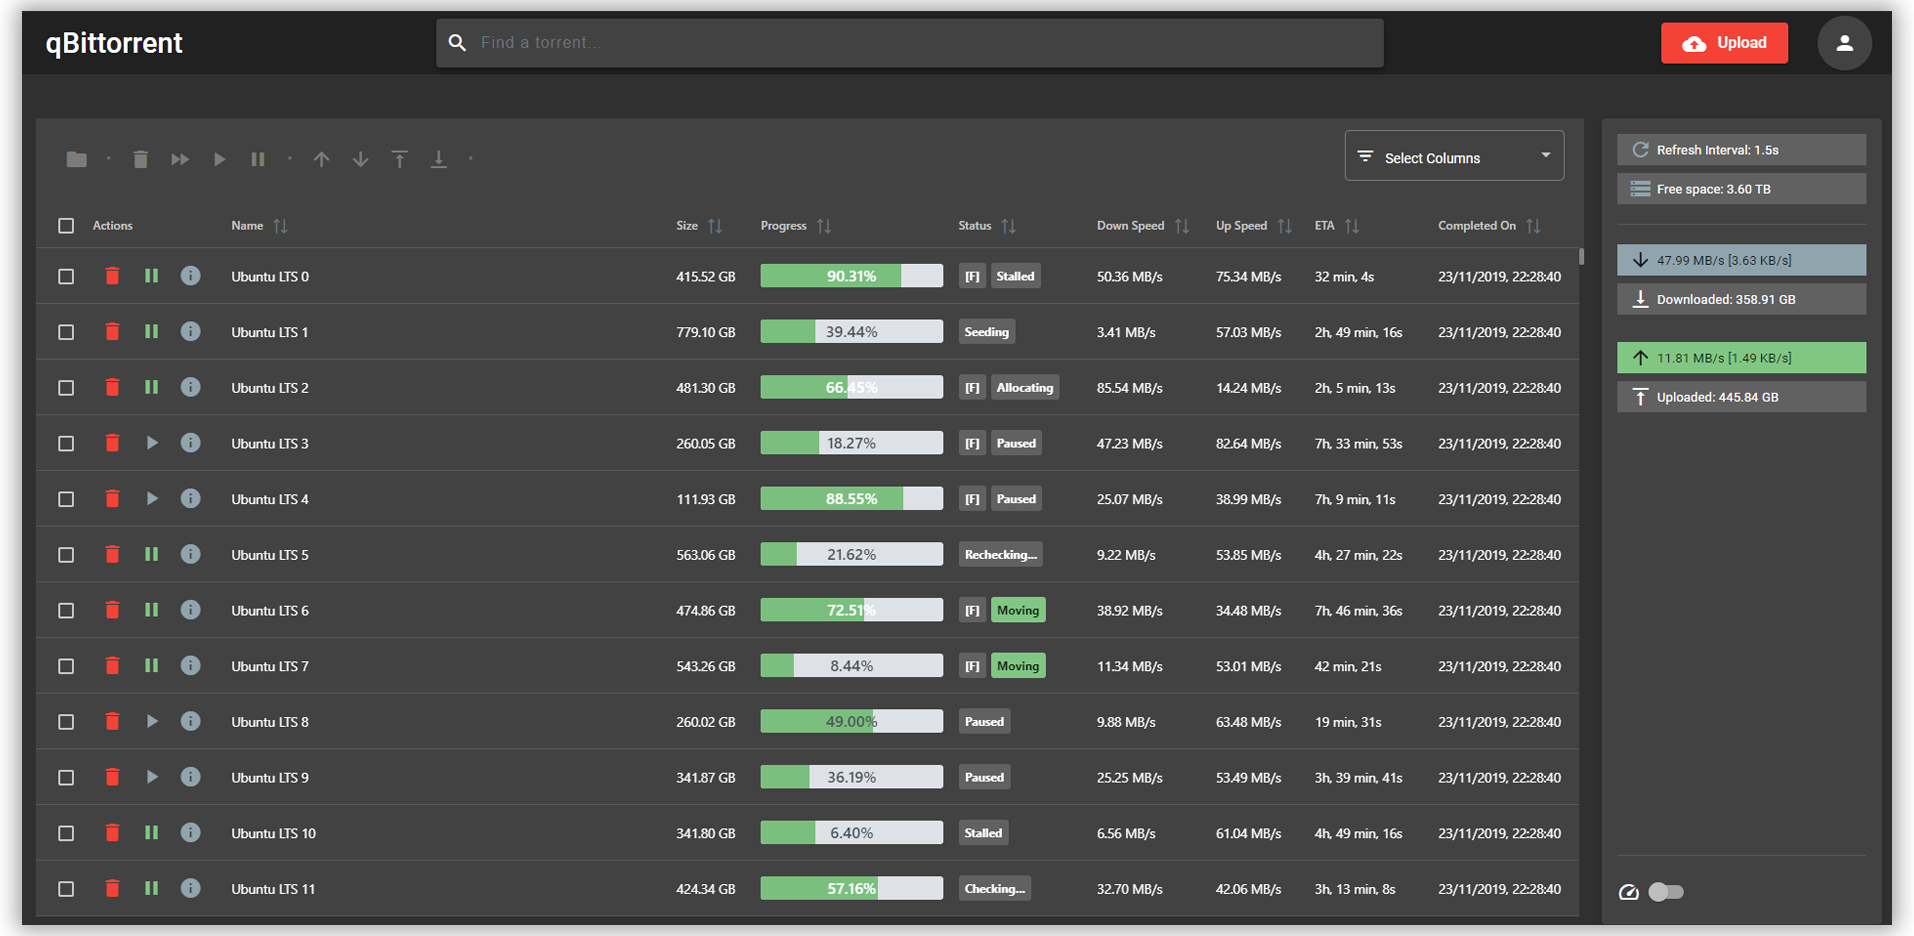 qBittorrent Find a torrent... Upload
Select Columns
Refresh Interval: 1.5s
Free space: 3.60 TB
Actions Name Size Progress Status Down Speed Up Speed ETA Completed On
Ubuntu LTS 0 415.52 GB 90.31% [F] Stalled 50.36 MB/s 75.34 MB/s 32 min, 4s 23/11/2019, 22:28:40
Ubuntu LTS 1 779.10 GB 39.44% Seeding 3.41 MB/s 57.03 MB/s 2h, 49 min, 16s 23/11/2019, 22:28:40
Ubuntu LTS 2 481.30 GB 66.45% [F] Allocating 85.54 MB/s 14.24 MB/s 2h, 5 min, 13s 23/11/2019, 22:28:40
Ubuntu LTS 3 260.05 GB 18.27% [F] Paused 47.23 MB/s 82.64 MB/s 7h, 33 min, 53s 23/11/2019, 22:28:40
Ubuntu LTS 4 111.93 GB 88.55% [F] Paused 25.07 MB/s 38.99 MB/s 7h, 9 min, 11s 23/11/2019, 22:28:40
Ubuntu LTS 5 563.06 GB 21.62% Rechecking... 9.22 MB/s 53.85 MB/s 4h, 27 min, 22s 23/11/2019, 22:28:40
Ubuntu LTS 6 474.86 GB 72.51% [F] Moving 38.92 MB/s 34.48 MB/s 7h, 46 min, 36s 23/11/2019, 22:28:40
Ubuntu LTS 7 543.26 GB 8.44% [F] Moving 11.34 MB/s 53.01 MB/s 42 min, 21s 23/11/2019, 22:28:40
Ubuntu LTS 8 260.02 GB 49.00% Paused 9.88 MB/s 63.48 MB/s 19 min, 31s 23/11/2019, 22:28:40
Ubuntu LTS 9 341.87 GB 36.19% Paused 25.25 MB/s 53.49 MB/s 3h, 39 min, 41s 23/11/2019, 22:28:40
Ubuntu LTS 10 341.80 GB 6.40% Stalled 6.56 MB/s 61.04 MB/s 4h, 49 min, 16s 23/11/2019, 22:28:40
Ubuntu LTS 11 424.34 GB 57.16% Checking... 32.70 MB/s 42.06 MB/s 3h, 13 min, 8s 23/11/2019, 22:28:40
47.99 MB/s [3.63 KB/s]
Downloaded: 358.91 GB
11.81 MB/s [1.49 KB/s]
Uploaded: 445.84 GB